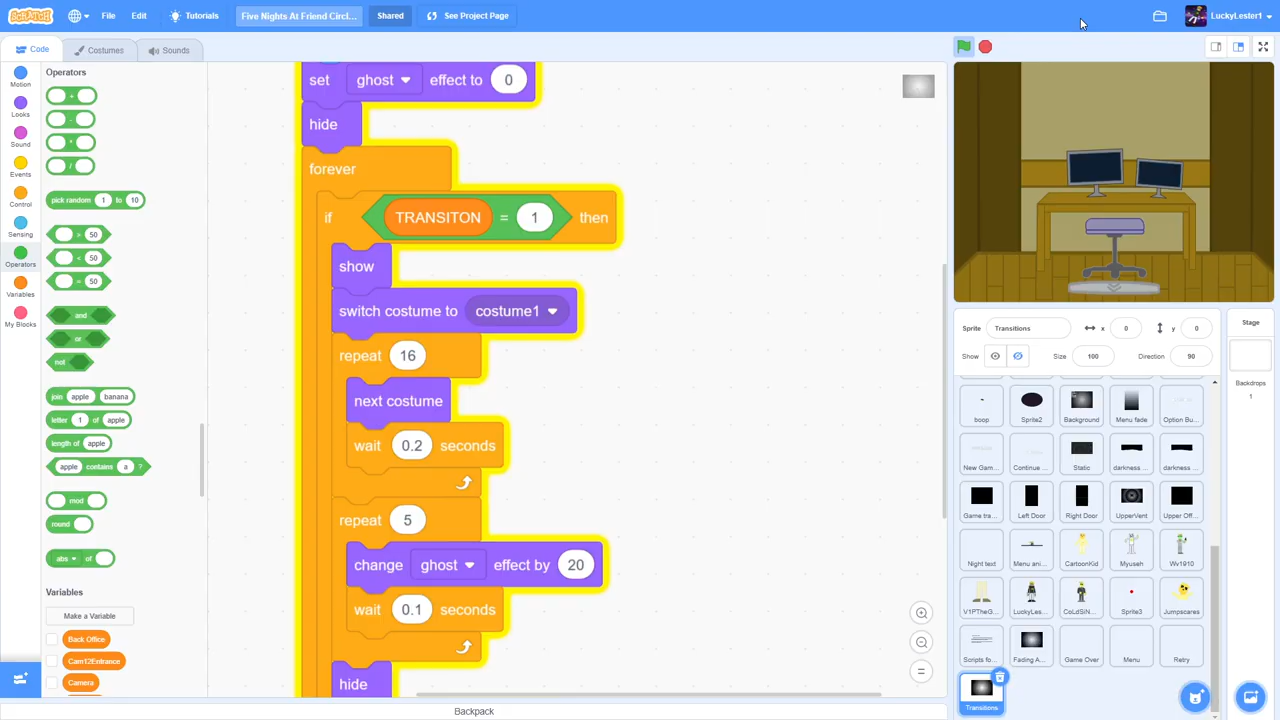 SCRATCH File Edit Tutorials Five Nights At Friend Circl... Shared See Project Page LuckyLester1
Code Costumes Sounds
Motion
Looks
Sound
Events
Control
Sensing
Operators
Variables
My Blocks
Operators
+
-
*
/
pick random 1 to 10
> 50
< 50
= 50
and
or
not
join apple banana
letter 1 of apple
length of apple
apple contains a ?
mod
round
abs of
Variables
Make a Variable
Back Office
Cam12Entrance
Camera
set ghost effect to 0
hide
forever
if TRANSITON = 1 then
show
switch costume to costume1
repeat 16
next costume
wait 0.2 seconds
repeat 5
change ghost effect by 20
wait 0.1 seconds
hide
=
Backpack
Sprite Transitions x 0 y 0
Show Size 100 Direction 90
Stage
Backdrops
1
boop Sprite2 Background Menu fade Option Bu...
New Gam... Continue ... Static darkness ... darkness ...
Game tra... Left Door Right Door UpperVent Upper Off...
Night text Menu ani... CartoonKid Myuseh Wv1910
V1PTheG... LuckyLes... CoLdSiN... Sprite3 Jumpscares
Scripts fo... Fading A... Game Over Menu Retry
Transitions